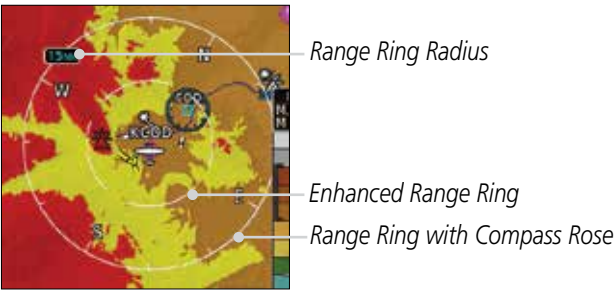 Range Ring Radius
15NM
N
COD
W
KCOD
Enhanced Range Ring
E
Range Ring with Compass Rose
S